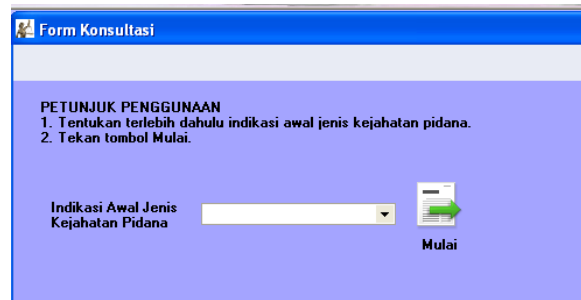 Form Konsultasi
PETUNJUK PENGGUNAAN
1. Tentukan terlebih dahulu indikasi awal jenis kejahatan pidana.
2. Tekan tombol Mulai.
Indikasi Awal Jenis
Kejahatan Pidana
Mulai